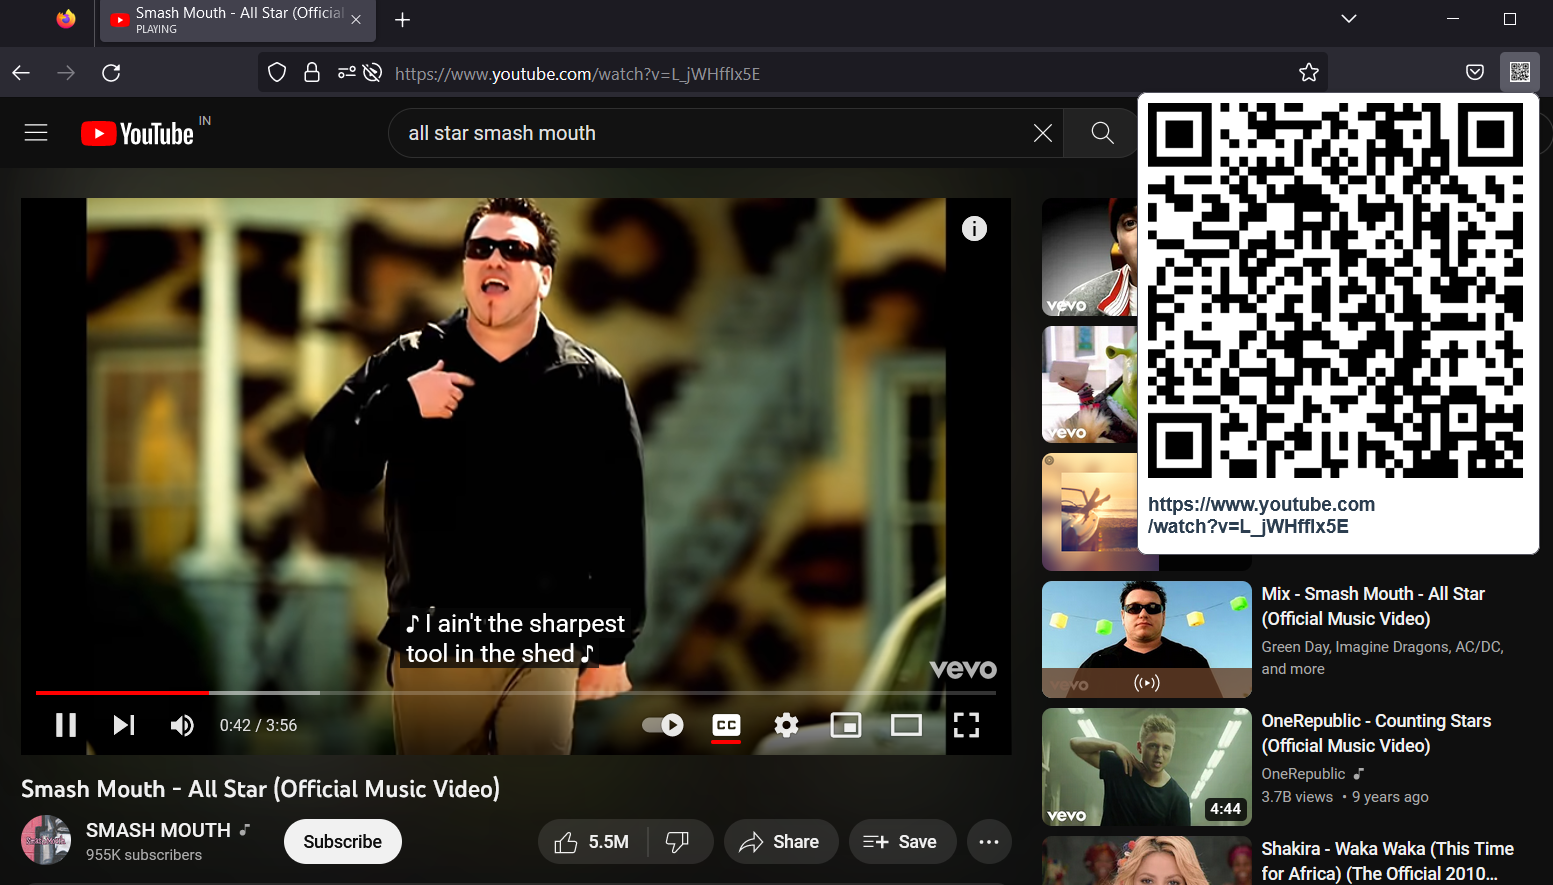 Smash Mouth - All Star (Official
PLAYING
https://www.youtube.com/watch?v=L_jWHffIx5E
YouTube IN
all star smash mouth
https://www.youtube.com
/watch?v=L_jWHffIx5E
i
vevo
vevo
♪ I ain't the sharpest
tool in the shed ♪
vevo
CC
0:42 / 3:56
Smash Mouth - All Star (Official Music Video)
SMASH MOUTH
955K subscribers
Subscribe
5.5M
Share
Save
vevo
Mix - Smash Mouth - All Star
(Official Music Video)
Green Day, Imagine Dragons, AC/DC,
and more
vevo
4:44
OneRepublic - Counting Stars
(Official Music Video)
OneRepublic
3.7B views • 9 years ago
Shakira - Waka Waka (This Time
for Africa) (The Official 2010...